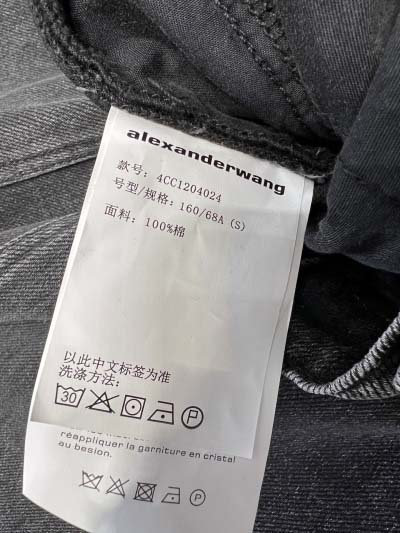 alexanderwang
款号: 4CC1204024
号型/规格: 160/68A (S)
面料: 100%棉
以此中文标签为准
洗涤方法:
30
P
réappliquer la garniture en cristal
au besion.
P